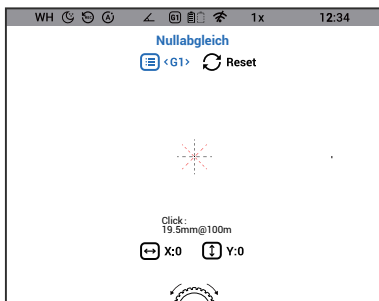 WH G1 1x 12:34
Nullabgleich
<G1> Reset
Click:
19.5mm@100m
X:0 Y:0